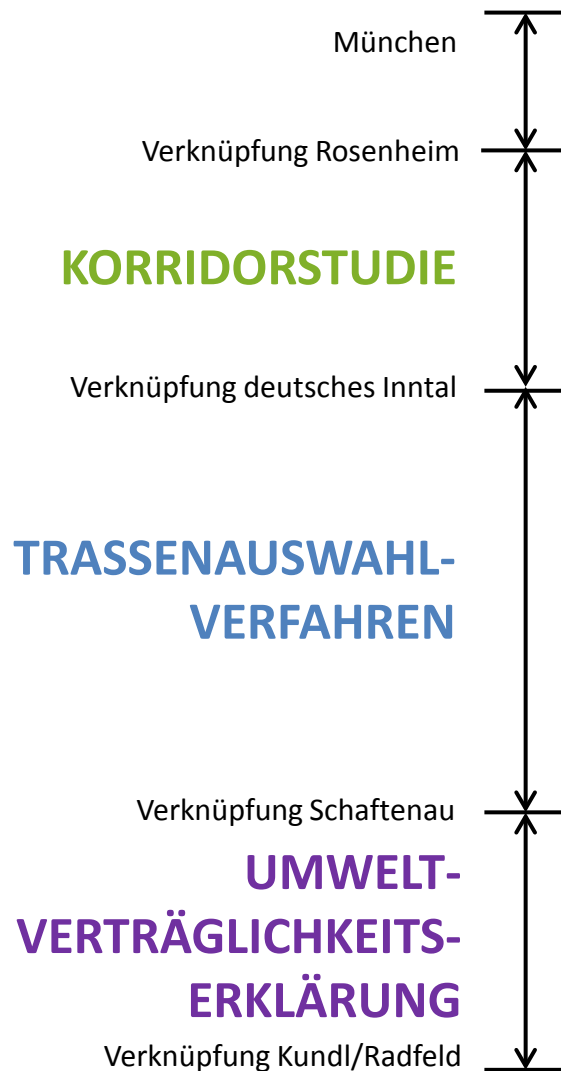 München
Verknüpfung Rosenheim
KORRIDORSTUDIE
Verknüpfung deutsches Inntal
TRASSENAUSWAHL-
VERFAHREN
Verknüpfung Schaftenau
UMWELT-
VERTRÄGLICHKEITS-
ERKLÄRUNG
Verknüpfung Kundl/Radfeld